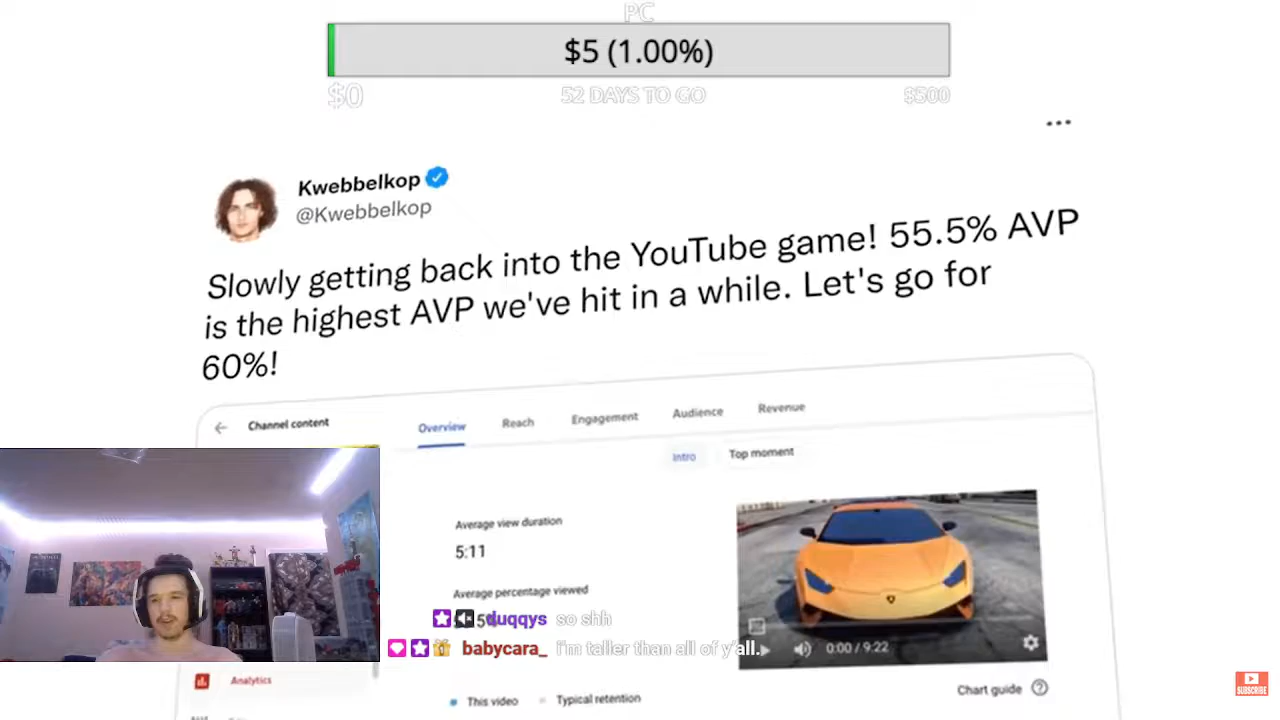 PC
$5 (1.00%)
$0
52 DAYS TO GO
$500
Kwebbelkop
@Kwebbelkop
Slowly getting back into the YouTube game! 55.5% AVP
is the highest AVP we've hit in a while. Let's go for
60%!
Channel content
Overview
Reach
Engagement
Audience
Revenue
Intro
Top moment
Average view duration
5:11
Average percentage viewed
duqqys so shh
babycara_ i'm taller than all of y'all.
0:00 / 9:22
Analytics
This video
Typical retention
Chart guide
SUBSCRIBE